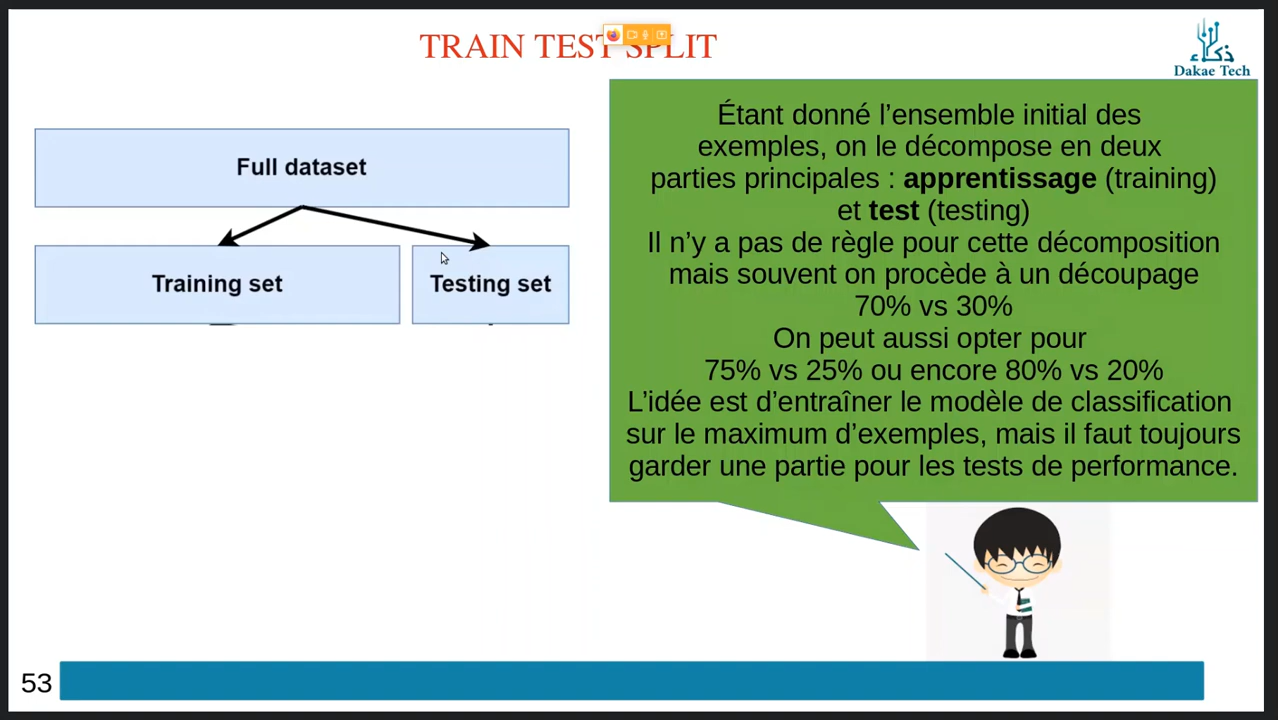 TRAIN TEST SPLIT
ذكاء
Dakae Tech
Full dataset
Training set
Testing set
Étant donné l’ensemble initial des
exemples, on le décompose en deux
parties principales : apprentissage (training)
et test (testing)
Il n’y a pas de règle pour cette décomposition
mais souvent on procède à un découpage
70% vs 30%
On peut aussi opter pour
75% vs 25% ou encore 80% vs 20%
L’idée est d’entraîner le modèle de classification
sur le maximum d’exemples, mais il faut toujours
garder une partie pour les tests de performance.
53